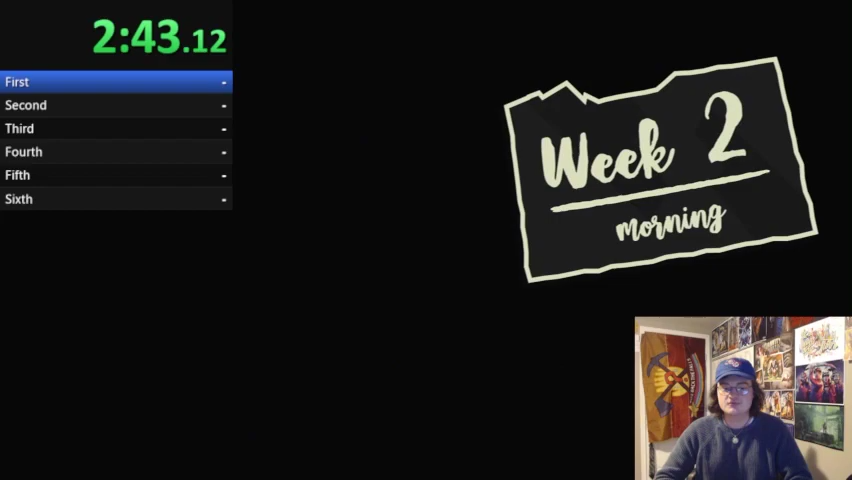 2:43.12
First -
Second -
Third -
Fourth -
Fifth -
Sixth -
Week 2
morning